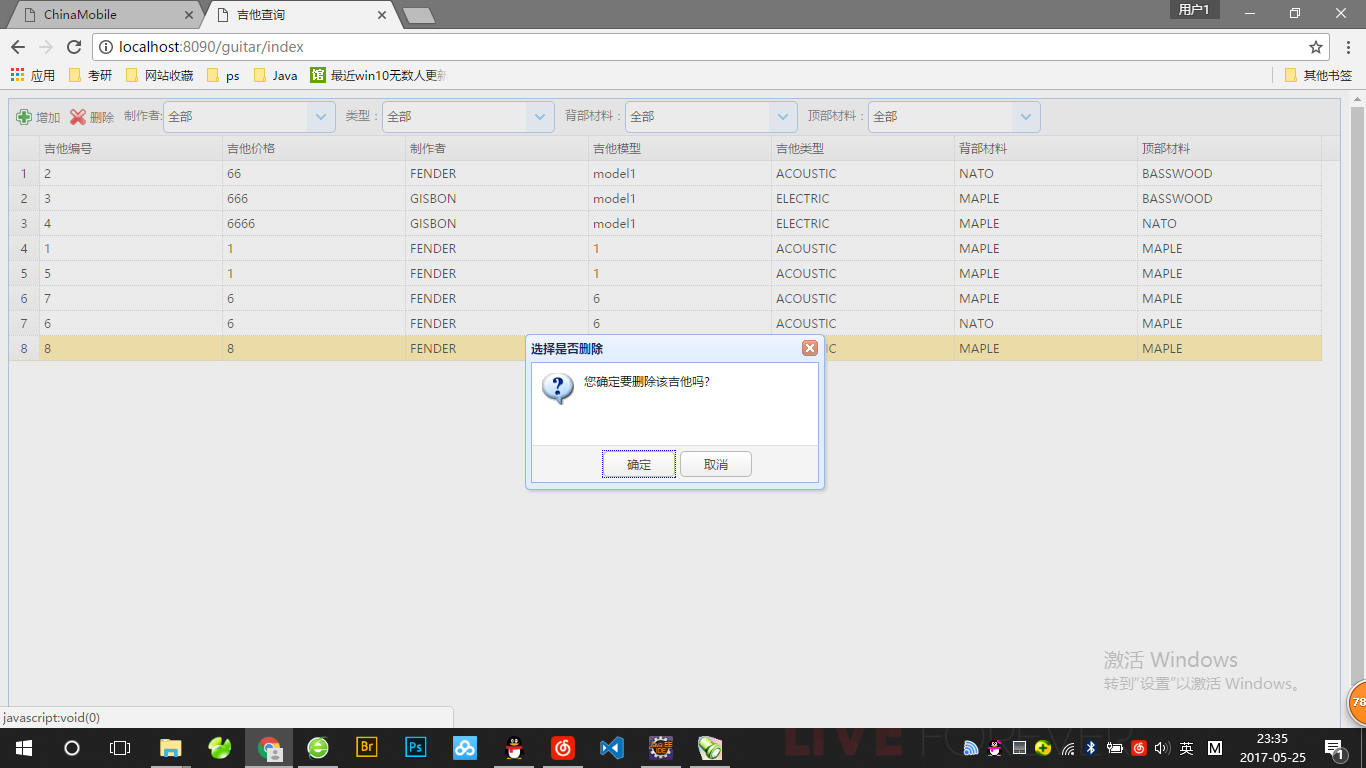 ChinaMobile
吉他查询
用户1
localhost:8090/guitar/index
应用 考研 网站收藏 ps Java 馆 最近win10无数人更新 其他书签
增加 删除 制作者: 全部 类型： 全部 背部材料： 全部 顶部材料： 全部
吉他编号 吉他价格 制作者 吉他模型 吉他类型 背部材料 顶部材料
1 2 66 FENDER model1 ACOUSTIC NATO BASSWOOD
2 3 666 GISBON model1 ELECTRIC MAPLE BASSWOOD
3 4 6666 GISBON model1 ELECTRIC MAPLE NATO
4 1 1 FENDER 1 ACOUSTIC MAPLE MAPLE
5 5 1 FENDER 1 ACOUSTIC MAPLE MAPLE
6 7 6 FENDER 6 ACOUSTIC MAPLE MAPLE
7 6 6 FENDER 6 ACOUSTIC NATO MAPLE
8 8 8 FENDER IC MAPLE MAPLE
选择是否删除
您确定要删除该吉他吗?
确定 取消
激活 Windows
转到"设置"以激活 Windows。
78
javascript:void(0)
LIVE FOREVER
Br Ps
英 M
23:35
2017-05-25
1